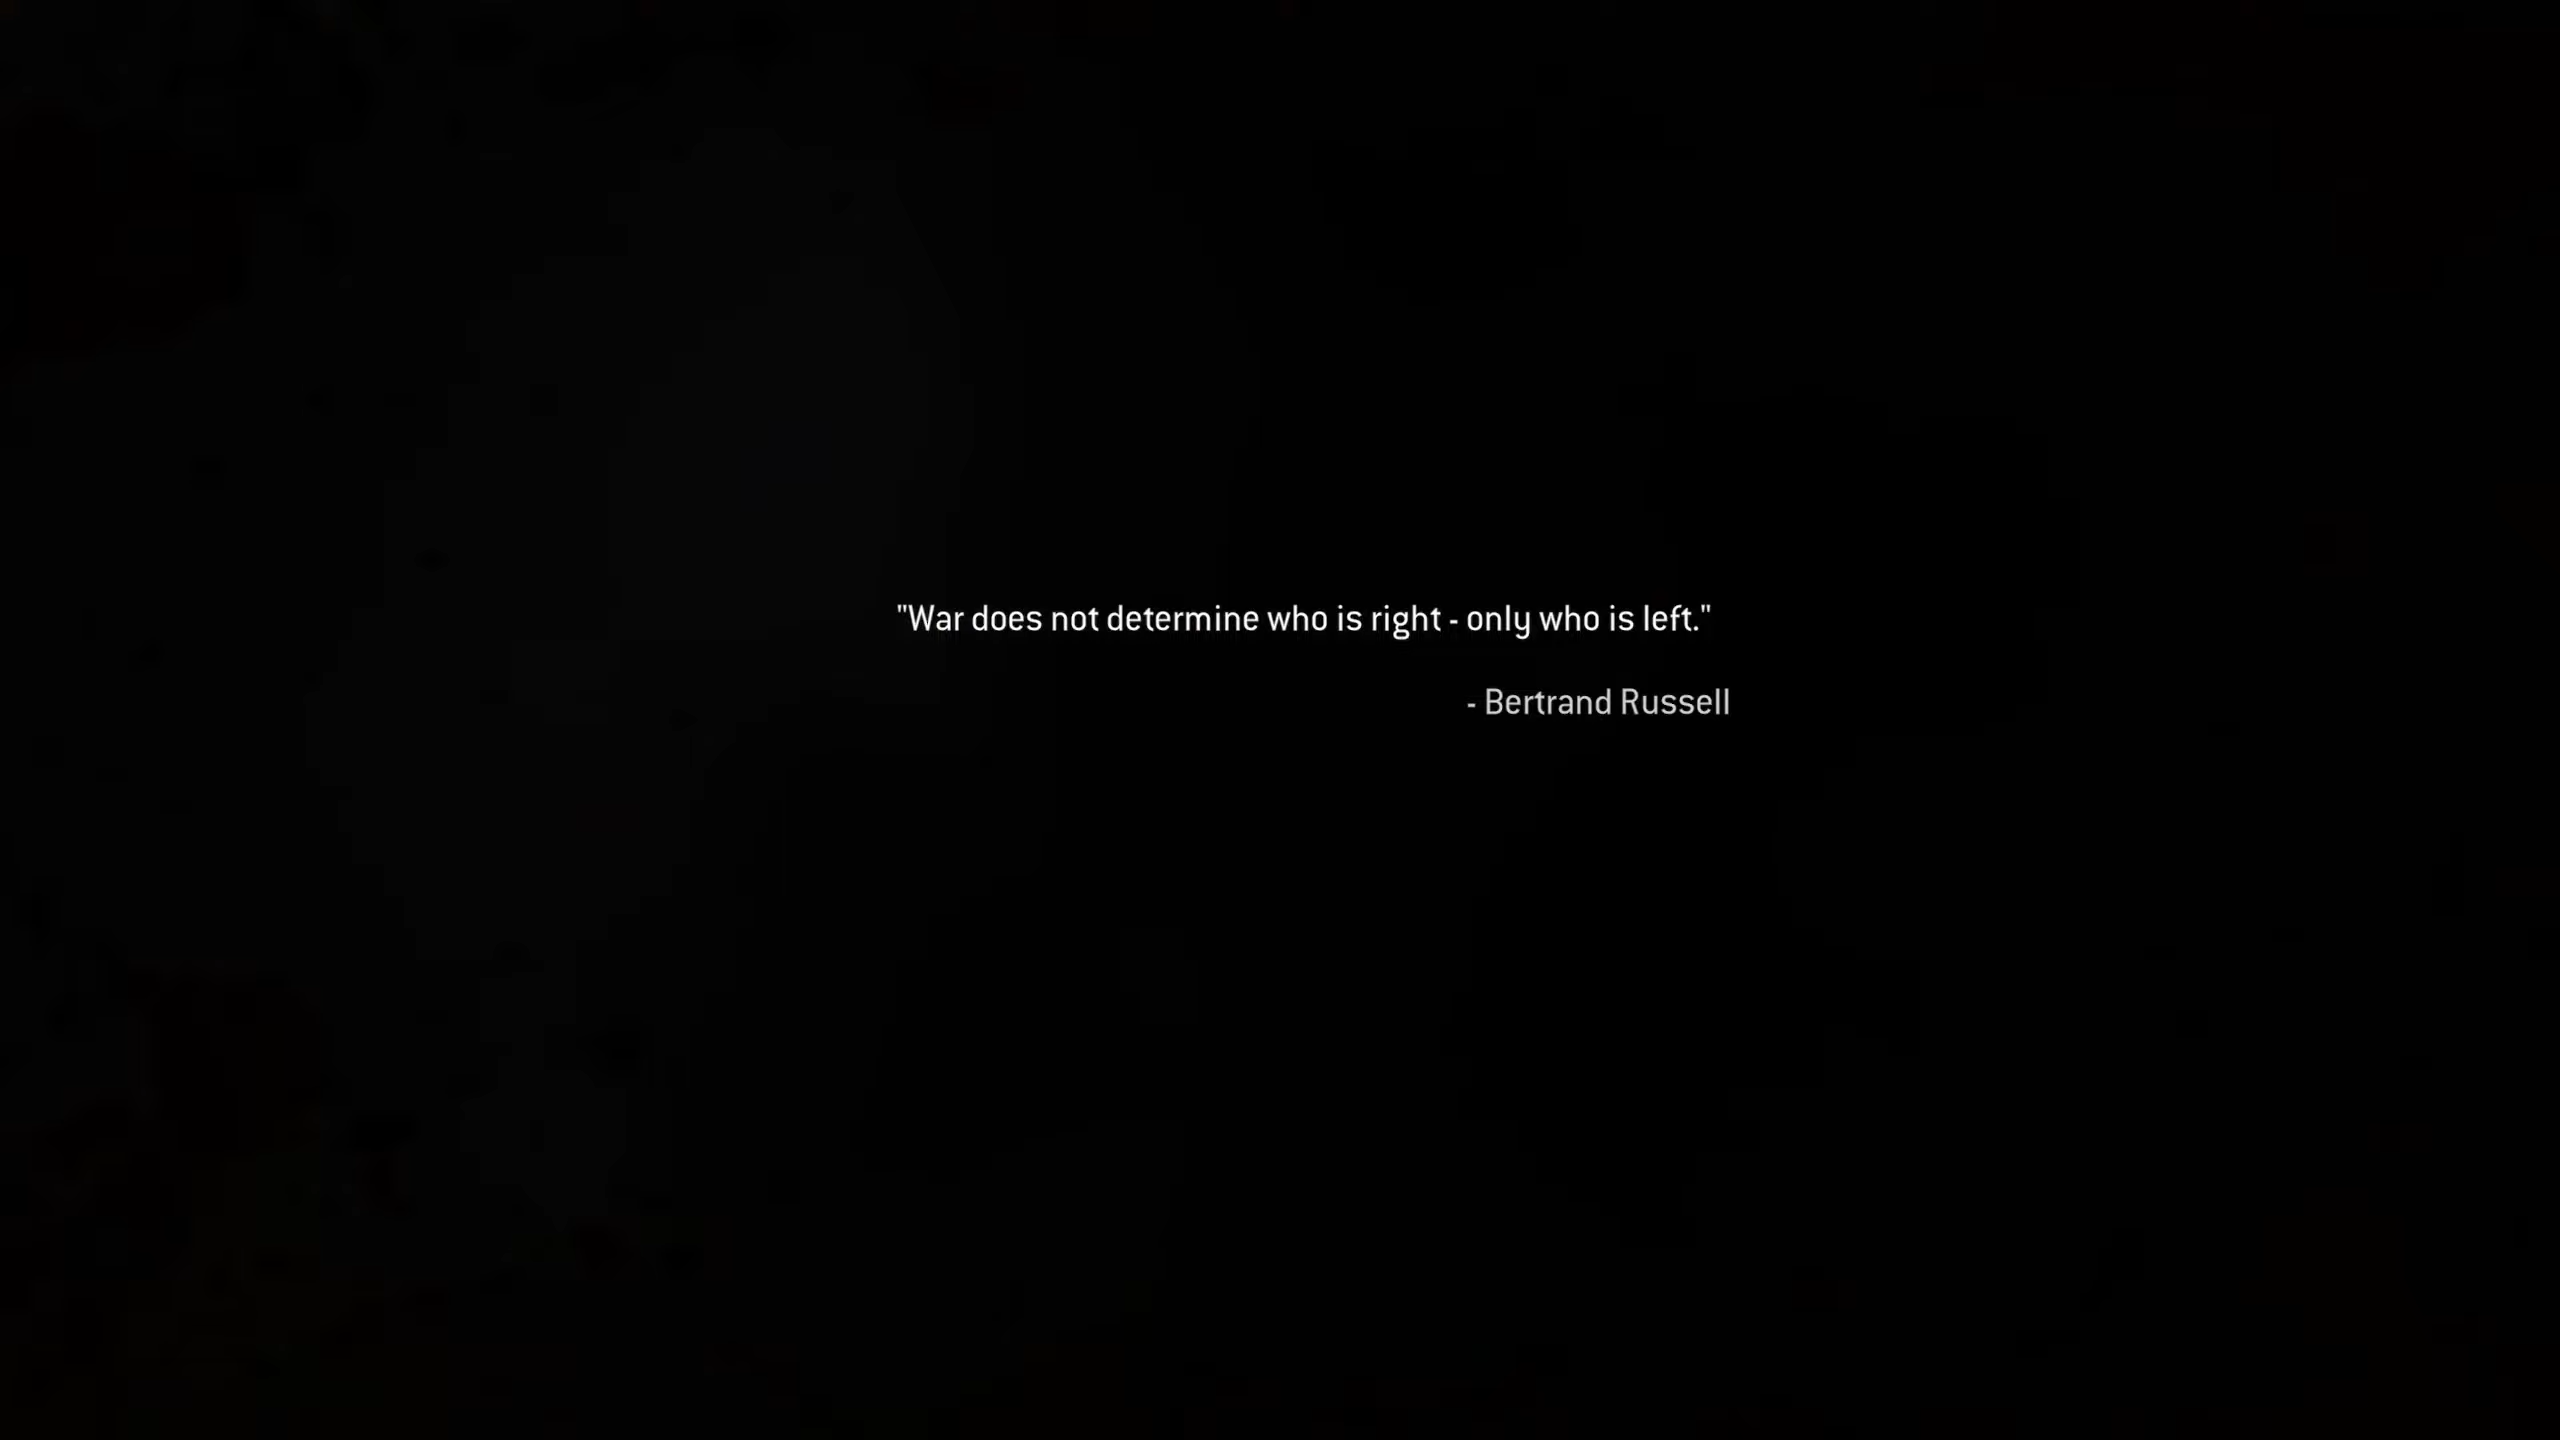 "War does not determine who is right - only who is left."
- Bertrand Russell